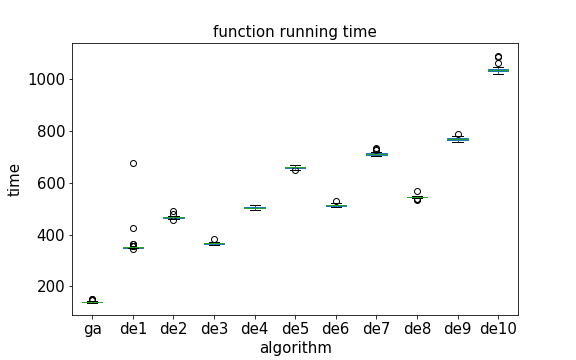 function running time
time
1000
800
600
400
200
ga de1 de2 de3 de4 de5 de6 de7 de8 de9 de10
algorithm